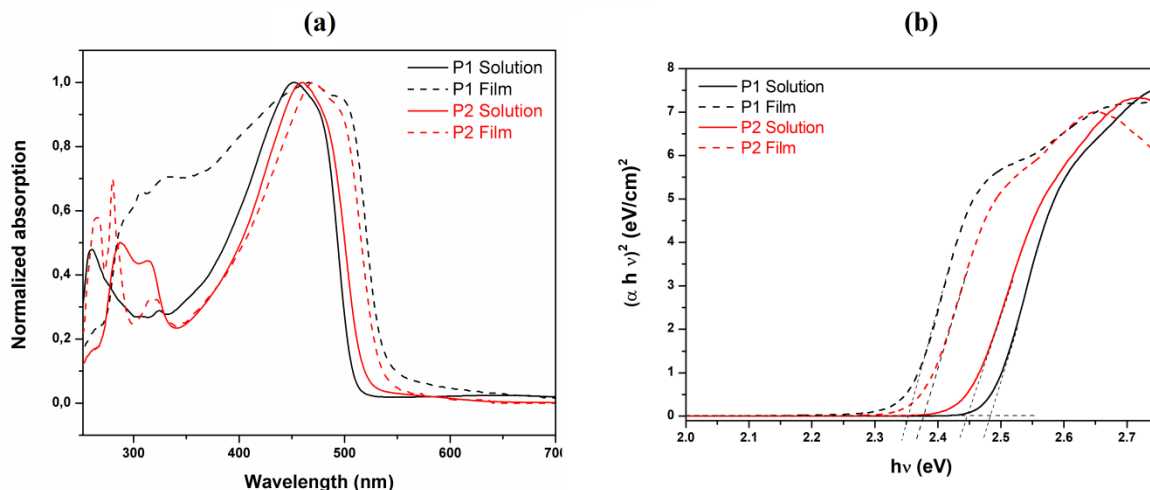 (a)
P1 Solution
P1 Film
P2 Solution
P2 Film
Normalized absorption
1,0
0,8
0,6
0,4
0,2
0,0
300 400 500 600 700
Wavelength (nm)
(b)
P1 Solution
P1 Film
P2 Solution
P2 Film
(α h ν)² (eV/cm)²
8
7
6
5
4
3
2
1
0
2.0 2.1 2.2 2.3 2.4 2.5 2.6 2.7
hν (eV)